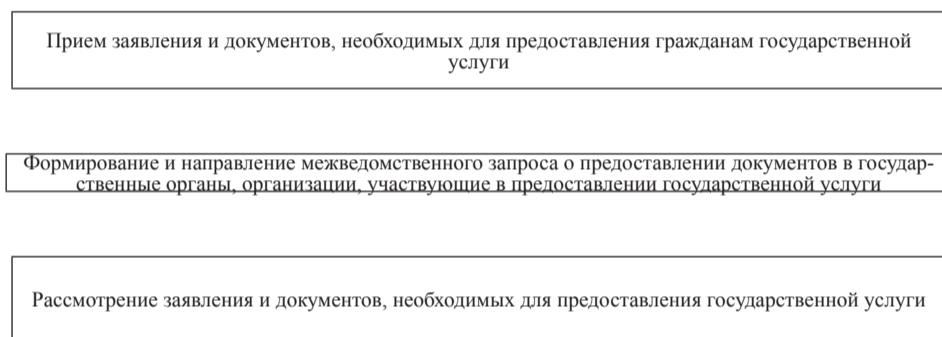 Прием заявления и документов, необходимых для предоставления гражданам государственной
услуги
Формирование и направление межведомственного запроса о предоставлении документов в государ-
ственные органы, организации, участвующие в предоставлении государственной услуги
Рассмотрение заявления и документов, необходимых для предоставления государственной услуги